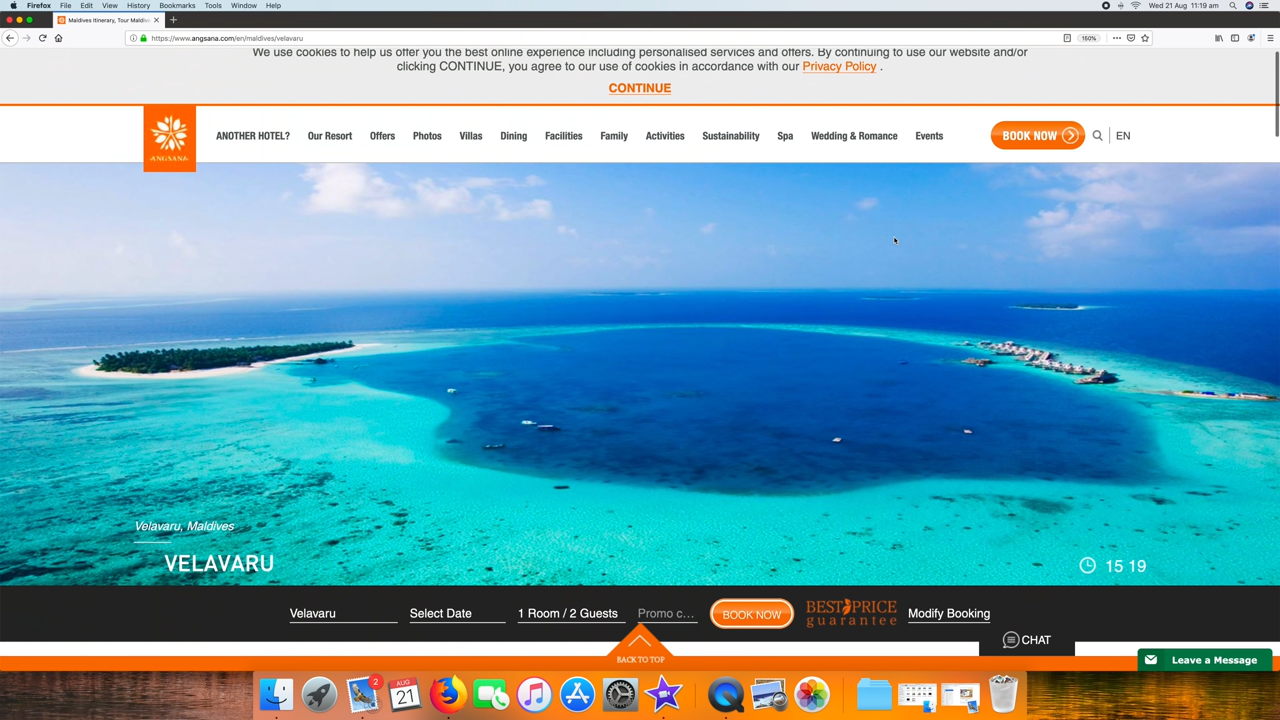 Firefox File Edit View History Bookmarks Tools Window Help Wed 21 Aug 11:19 am
Maldives Itinerary, Tour Maldiv
https://www.angsana.com/en/maldives/velavaru 150%
We use cookies to help us offer you the best online experience including personalised services and offers. By continuing to use our website and/or
clicking CONTINUE, you agree to our use of cookies in accordance with our Privacy Policy .
CONTINUE
ANGSANA
ANOTHER HOTEL? Our Resort Offers Photos Villas Dining Facilities Family Activities Sustainability Spa Wedding & Romance Events BOOK NOW EN
Velavaru, Maldives
VELAVARU
15 19
Velavaru Select Date 1 Room / 2 Guests Promo c... BOOK NOW BEST PRICE guarantee Modify Booking
CHAT
BACK TO TOP
Leave a Message
2
AUG
21